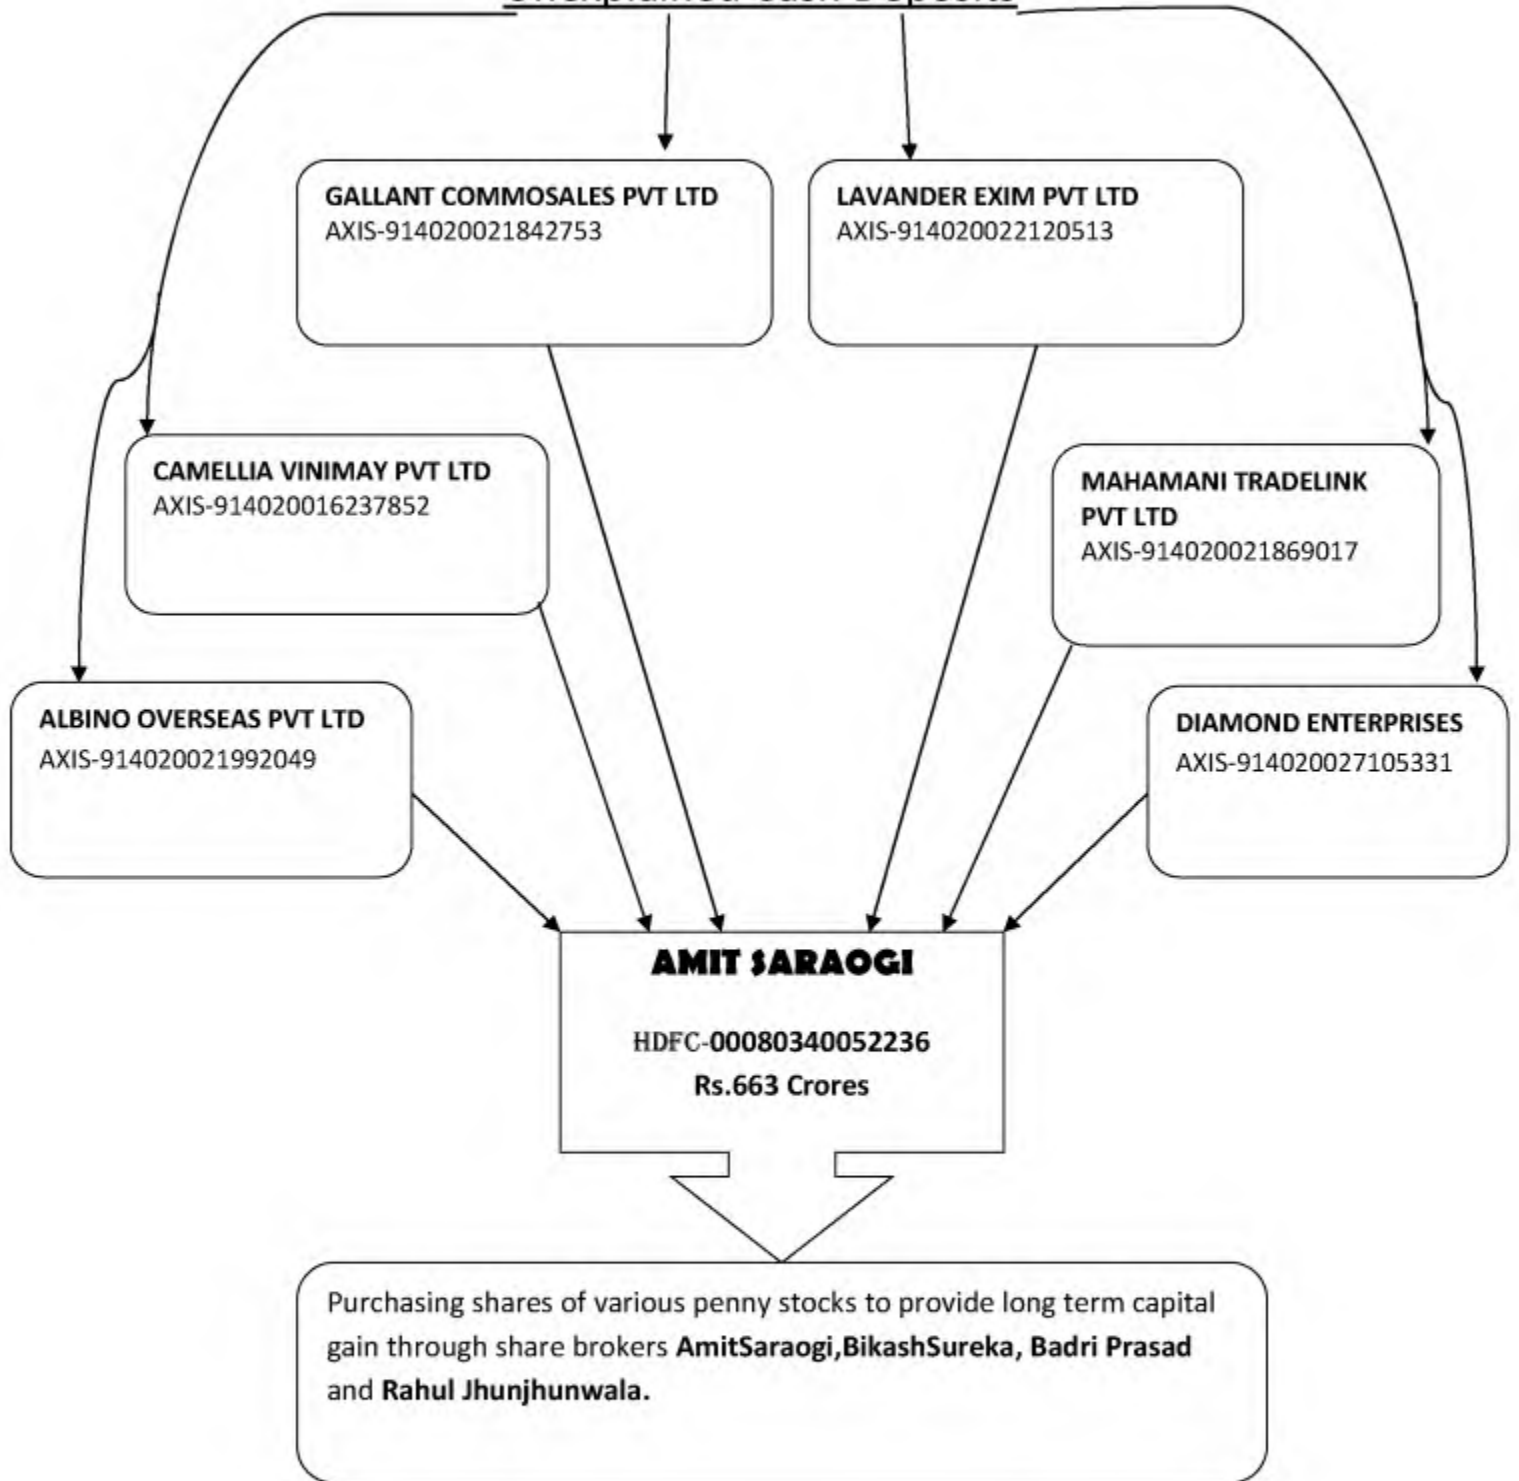 Unexplained Cash Deposits
GALLANT COMMOSALES PVT LTD
AXIS-914020021842753
LAVANDER EXIM PVT LTD
AXIS-914020022120513
CAMELLIA VINIMAY PVT LTD
AXIS-914020016237852
MAHAMANI TRADELINK
PVT LTD
AXIS-914020021869017
ALBINO OVERSEAS PVT LTD
AXIS-914020021992049
DIAMOND ENTERPRISES
AXIS-914020027105331
AMIT SARAOGI
HDFC-00080340052236
Rs.663 Crores
Purchasing shares of various penny stocks to provide long term capital
gain through share brokers AmitSaraogi,BikashSureka, Badri Prasad
and Rahul Jhunjhunwala.